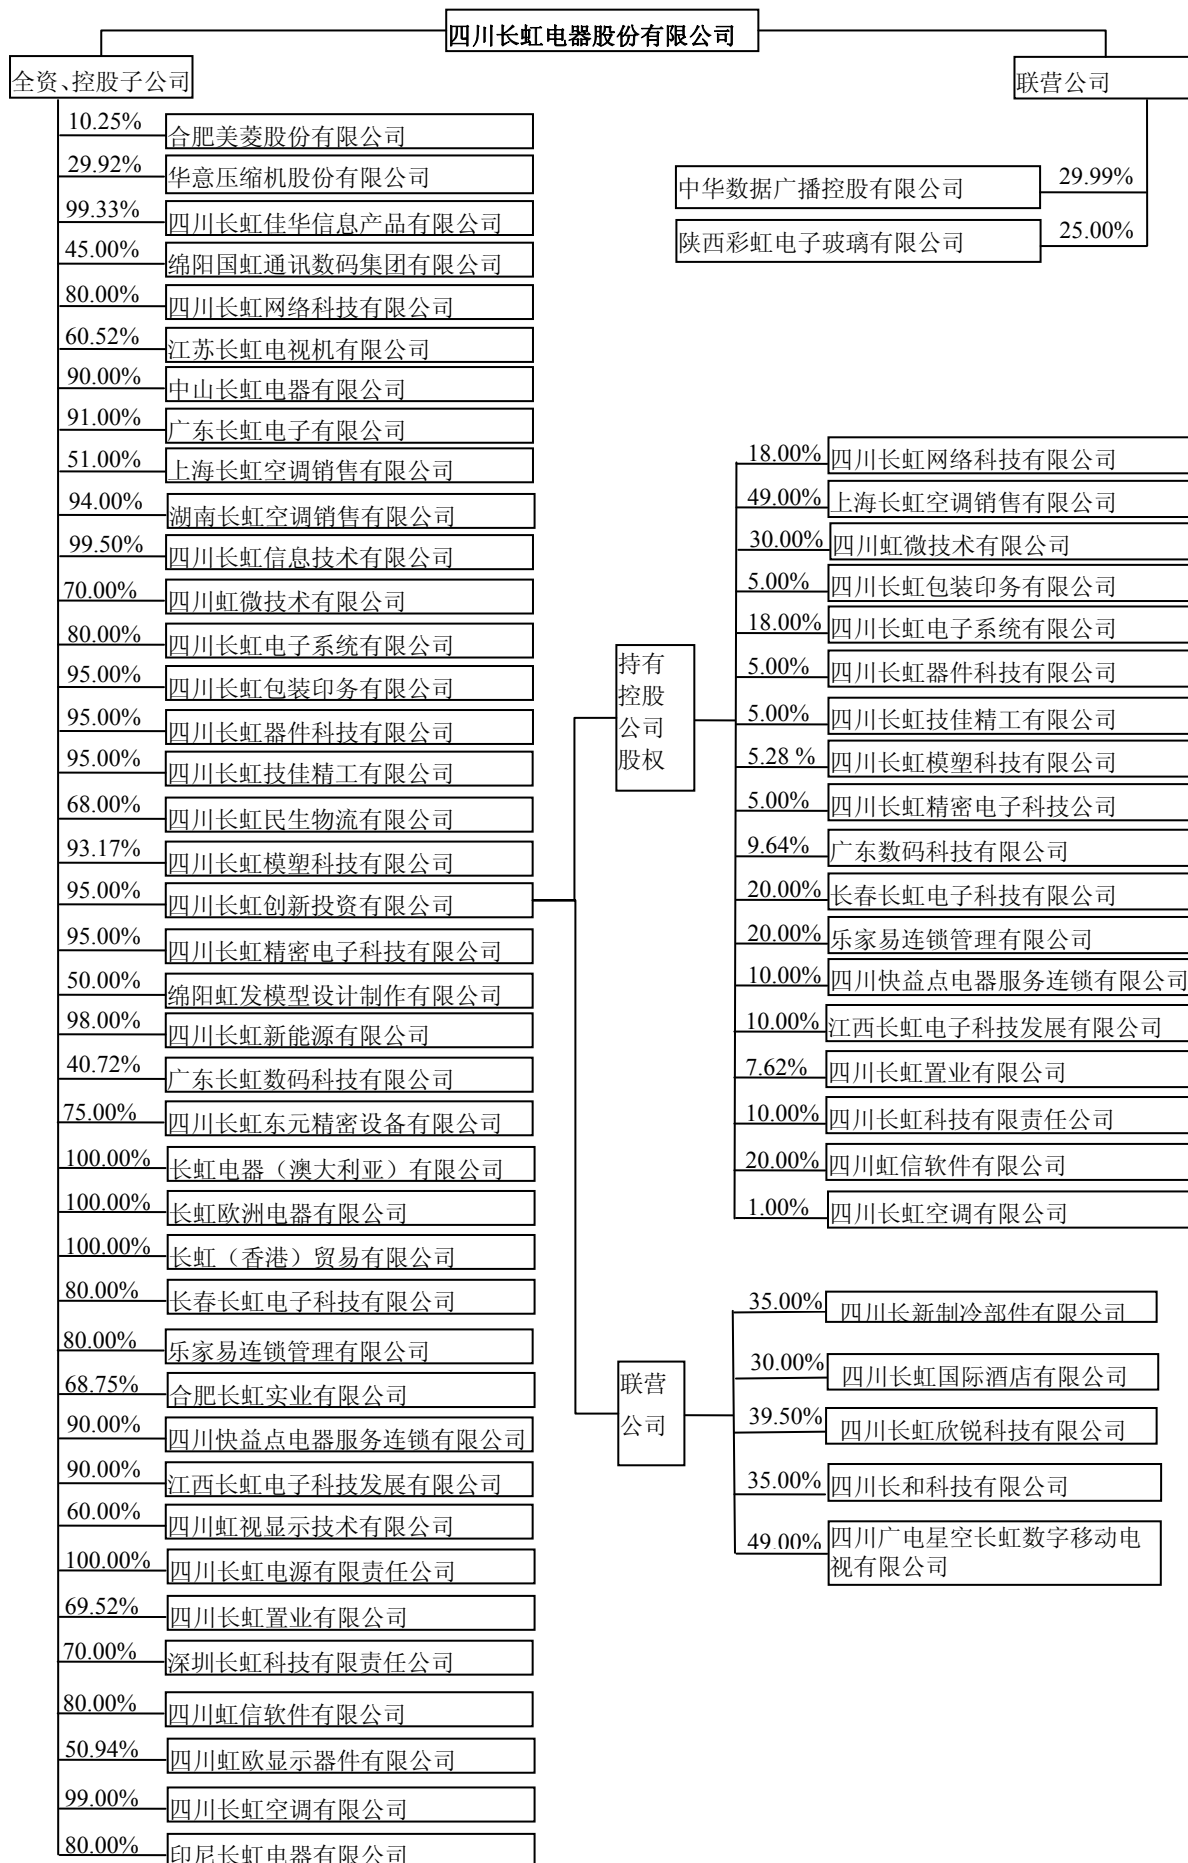 四川长虹电器股份有限公司
全资、控股子公司
联营公司
10.25% 合肥美菱股份有限公司
29.92% 华意压缩机股份有限公司
99.33% 四川长虹佳华信息产品有限公司
45.00% 绵阳国虹通讯数码集团有限公司
80.00% 四川长虹网络科技有限公司
60.52% 江苏长虹电视机有限公司
90.00% 中山长虹电器有限公司
91.00% 广东长虹电子有限公司
51.00% 上海长虹空调销售有限公司
94.00% 湖南长虹空调销售有限公司
99.50% 四川长虹信息技术有限公司
70.00% 四川虹微技术有限公司
80.00% 四川长虹电子系统有限公司
95.00% 四川长虹包装印务有限公司
95.00% 四川长虹器件科技有限公司
95.00% 四川长虹技佳精工有限公司
68.00% 四川长虹民生物流有限公司
93.17% 四川长虹模塑科技有限公司
95.00% 四川长虹创新投资有限公司
95.00% 四川长虹精密电子科技有限公司
50.00% 绵阳虹发模型设计制作有限公司
98.00% 四川长虹新能源有限公司
40.72% 广东长虹数码科技有限公司
75.00% 四川长虹东元精密设备有限公司
100.00% 长虹电器（澳大利亚）有限公司
100.00% 长虹欧洲电器有限公司
100.00% 长虹（香港）贸易有限公司
80.00% 长春长虹电子科技有限公司
80.00% 乐家易连锁管理有限公司
68.75% 合肥长虹实业有限公司
90.00% 四川快益点电器服务连锁有限公司
90.00% 江西长虹电子科技发展有限公司
60.00% 四川虹视显示技术有限公司
100.00% 四川长虹电源有限责任公司
69.52% 四川长虹置业有限公司
70.00% 深圳长虹科技有限责任公司
80.00% 四川虹信软件有限公司
50.94% 四川虹欧显示器件有限公司
99.00% 四川长虹空调有限公司
80.00% 印尼长虹电器有限公司
中华数据广播控股有限公司 29.99%
陕西彩虹电子玻璃有限公司 25.00%
持有
控股
公司
股权
18.00% 四川长虹网络科技有限公司
49.00% 上海长虹空调销售有限公司
30.00% 四川虹微技术有限公司
5.00% 四川长虹包装印务有限公司
18.00% 四川长虹电子系统有限公司
5.00% 四川长虹器件科技有限公司
5.00% 四川长虹技佳精工有限公司
5.28 % 四川长虹模塑科技有限公司
5.00% 四川长虹精密电子科技公司
9.64% 广东数码科技有限公司
20.00% 长春长虹电子科技有限公司
20.00% 乐家易连锁管理有限公司
10.00% 四川快益点电器服务连锁有限公司
10.00% 江西长虹电子科技发展有限公司
7.62% 四川长虹置业有限公司
10.00% 四川长虹科技有限责任公司
20.00% 四川虹信软件有限公司
1.00% 四川长虹空调有限公司
联营
公司
35.00% 四川长新制冷部件有限公司
30.00% 四川长虹国际酒店有限公司
39.50% 四川长虹欣锐科技有限公司
35.00% 四川长和科技有限公司
49.00% 四川广电星空长虹数字移动电
视有限公司